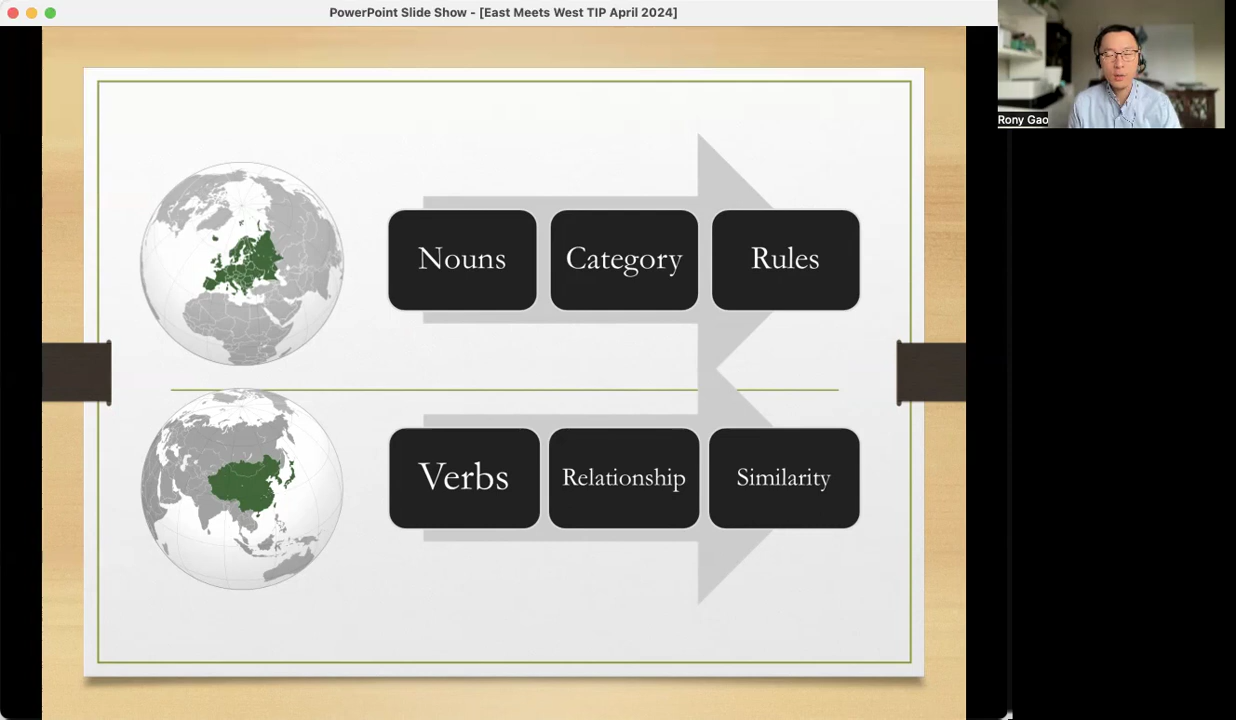 PowerPoint Slide Show - [East Meets West TIP April 2024]
Rony Gao
Nouns
Category
Rules
Verbs
Relationship
Similarity